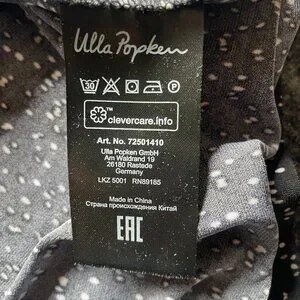 Ulla Popken
30
clevercare.info
Art. No. 72501410
Ulla Popken GmbH
Am Waldrand 19
26180 Rastede
Germany
LKZ 5001 RN89185
Made in China
Страна происхождения Китай
EAC